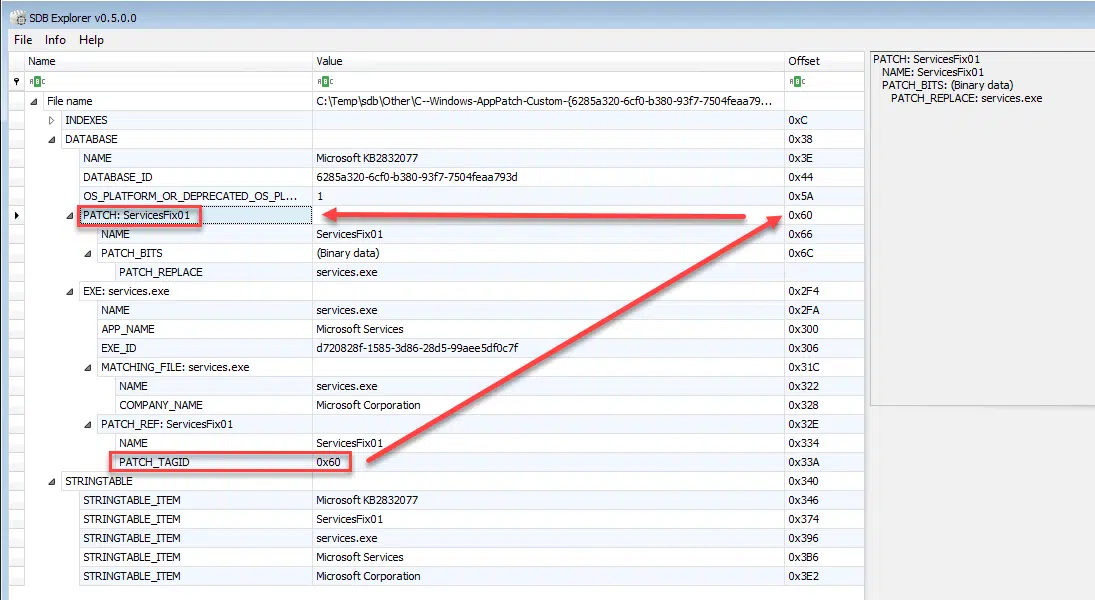 SDB Explorer v0.5.0.0
File Info Help
Name Value Offset
ABC ABC ABC
File name C:\Temp\sdb\Other\C--Windows-AppPatch-Custom-{6285a320-6cf0-b380-93f7-7504feaa79...
INDEXES 0xC
DATABASE 0x38
NAME Microsoft KB2832077 0x3E
DATABASE_ID 6285a320-6cf0-b380-93f7-7504feaa793d 0x44
OS_PLATFORM_OR_DEPRECATED_OS_PL... 1 0x5A
PATCH: ServicesFix01 0x60
NAME ServicesFix01 0x66
PATCH_BITS (Binary data) 0x6C
PATCH_REPLACE services.exe
EXE: services.exe 0x2F4
NAME services.exe 0x2FA
APP_NAME Microsoft Services 0x300
EXE_ID d720828f-1585-3d86-28d5-99aee5df0c7f 0x306
MATCHING_FILE: services.exe 0x31C
NAME services.exe 0x322
COMPANY_NAME Microsoft Corporation 0x328
PATCH_REF: ServicesFix01 0x32E
NAME ServicesFix01 0x334
PATCH_TAGID 0x60 0x33A
STRINGTABLE 0x340
STRINGTABLE_ITEM Microsoft KB2832077 0x346
STRINGTABLE_ITEM ServicesFix01 0x374
STRINGTABLE_ITEM services.exe 0x396
STRINGTABLE_ITEM Microsoft Services 0x3B6
STRINGTABLE_ITEM Microsoft Corporation 0x3E2
PATCH: ServicesFix01
NAME: ServicesFix01
PATCH_BITS: (Binary data)
PATCH_REPLACE: services.exe